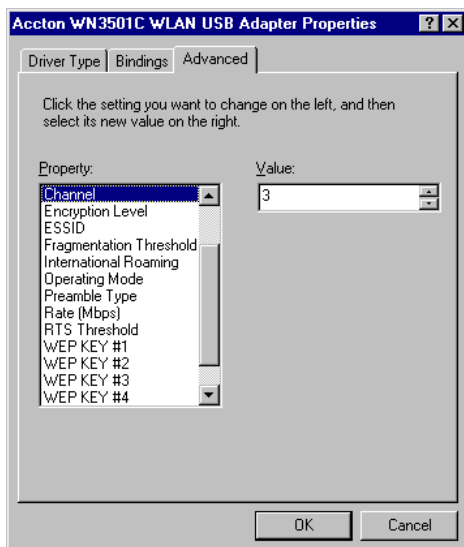 Accton WN3501C WLAN USB Adapter Properties
Driver Type Bindings Advanced
Click the setting you want to change on the left, and then
select its new value on the right.
Property: Value:
Channel 3
Encryption Level
ESSID
Fragmentation Threshold
International Roaming
Operating Mode
Preamble Type
Rate (Mbps)
RTS Threshold
WEP KEY #1
WEP KEY #2
WEP KEY #3
WEP KEY #4
OK Cancel